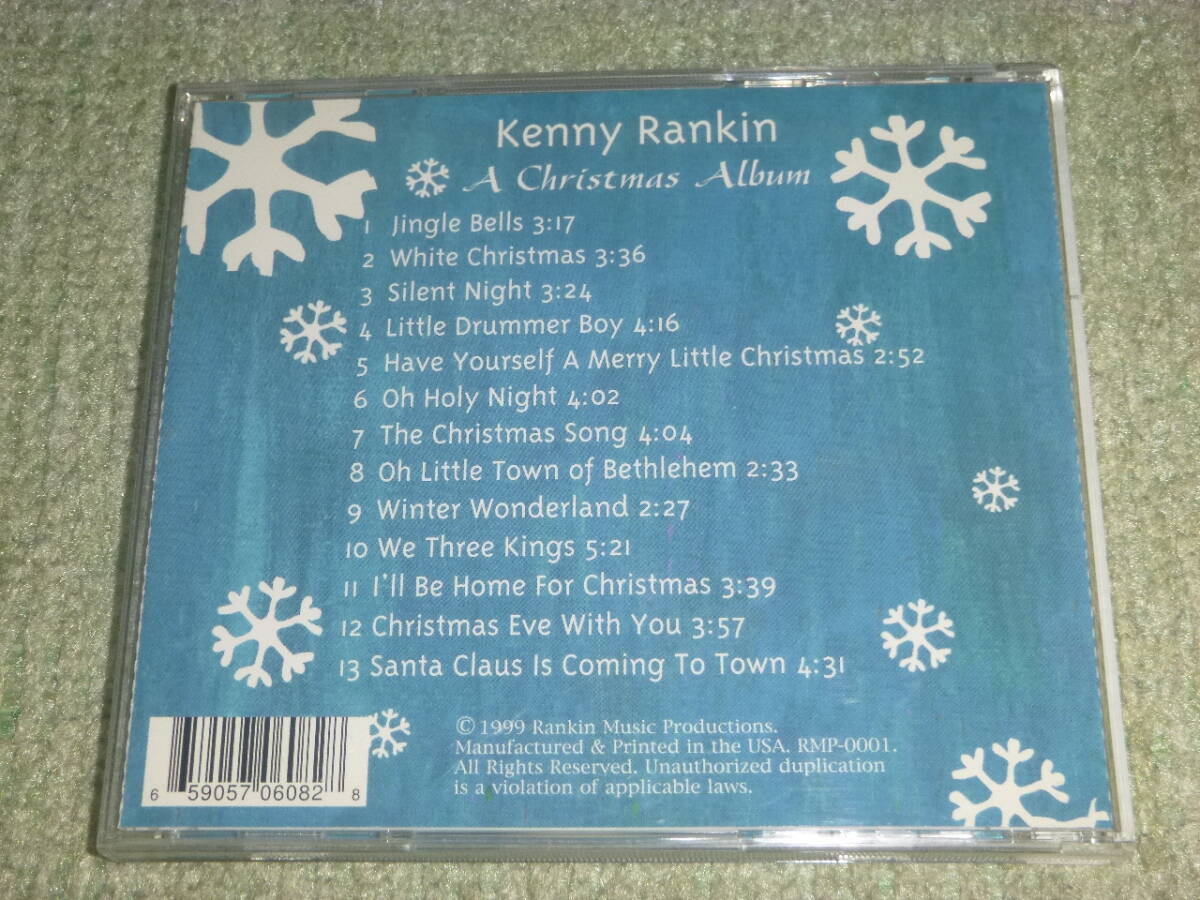 Kenny Rankin
A Christmas Album
1 Jingle Bells 3:17
2 White Christmas 3:36
3 Silent Night 3:24
4 Little Drummer Boy 4:16
5 Have Yourself A Merry Little Christmas 2:52
6 Oh Holy Night 4:02
7 The Christmas Song 4:04
8 Oh Little Town of Bethlehem 2:33
9 Winter Wonderland 2:27
10 We Three Kings 5:21
11 I'll Be Home For Christmas 3:39
12 Christmas Eve With You 3:57
13 Santa Claus Is Coming To Town 4:31
© 1999 Rankin Music Productions.
Manufactured & Printed in the USA. RMP-0001.
All Rights Reserved. Unauthorized duplication
is a violation of applicable laws.
6 59057 06082 8